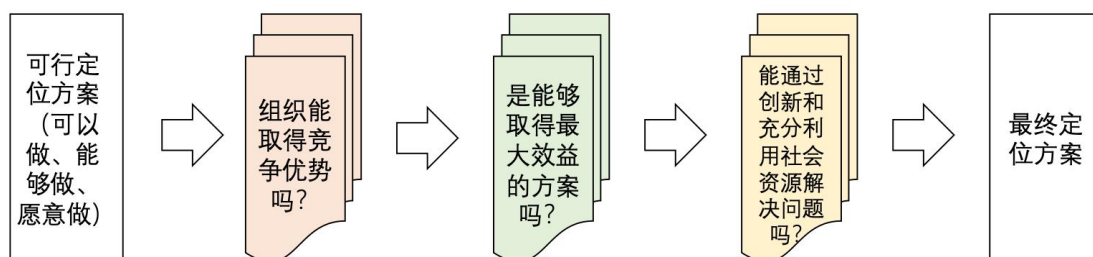 可行定
位方案
（可以
做、能
够做、
愿意做）
组织能
取得竞
争优势
吗？
是能够
取得最
大效益
的方案
吗？
能通过
创新和
充分利
用社会
资源解
决问题
吗？
最终定
位方案